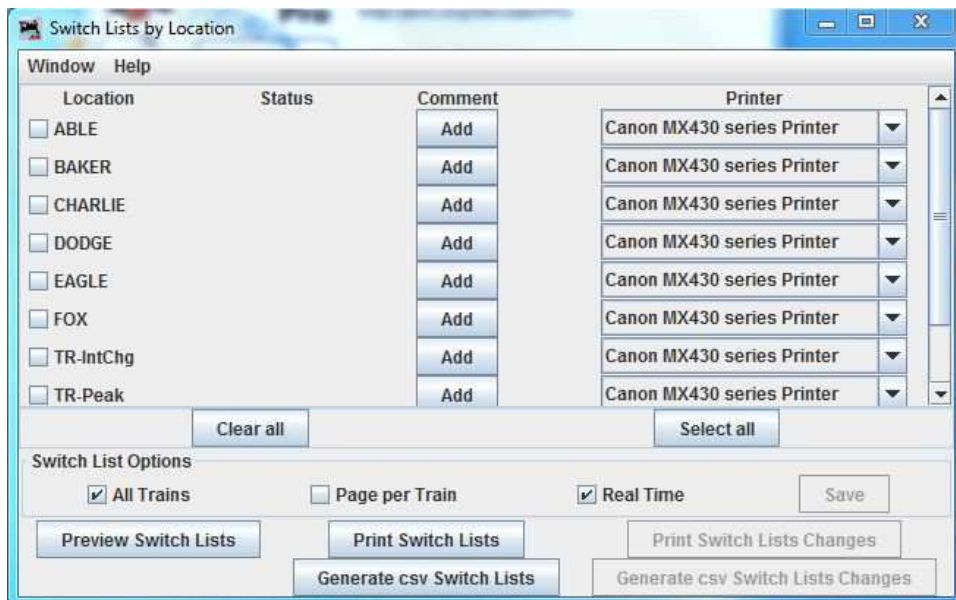 Pro
Switch Lists by Location
Window Help
Location Status Comment Printer
ABLE Add Canon MX430 series Printer
BAKER Add Canon MX430 series Printer
CHARLIE Add Canon MX430 series Printer
DODGE Add Canon MX430 series Printer
EAGLE Add Canon MX430 series Printer
FOX Add Canon MX430 series Printer
TR-IntChg Add Canon MX430 series Printer
TR-Peak Add Canon MX430 series Printer
Clear all Select all
Switch List Options
All Trains Page per Train Real Time Save
Preview Switch Lists Print Switch Lists Print Switch Lists Changes
Generate csv Switch Lists Generate csv Switch Lists Changes